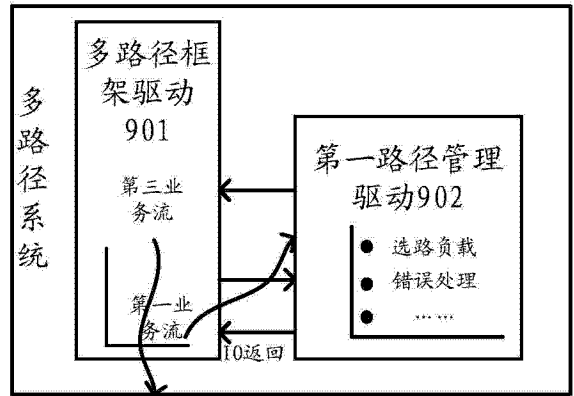 多路径系统
多路径框
架驱动
901
第三业
务流
第一业
务流
IO返回
第一路径管理
驱动902
选路负载
错误处理
……